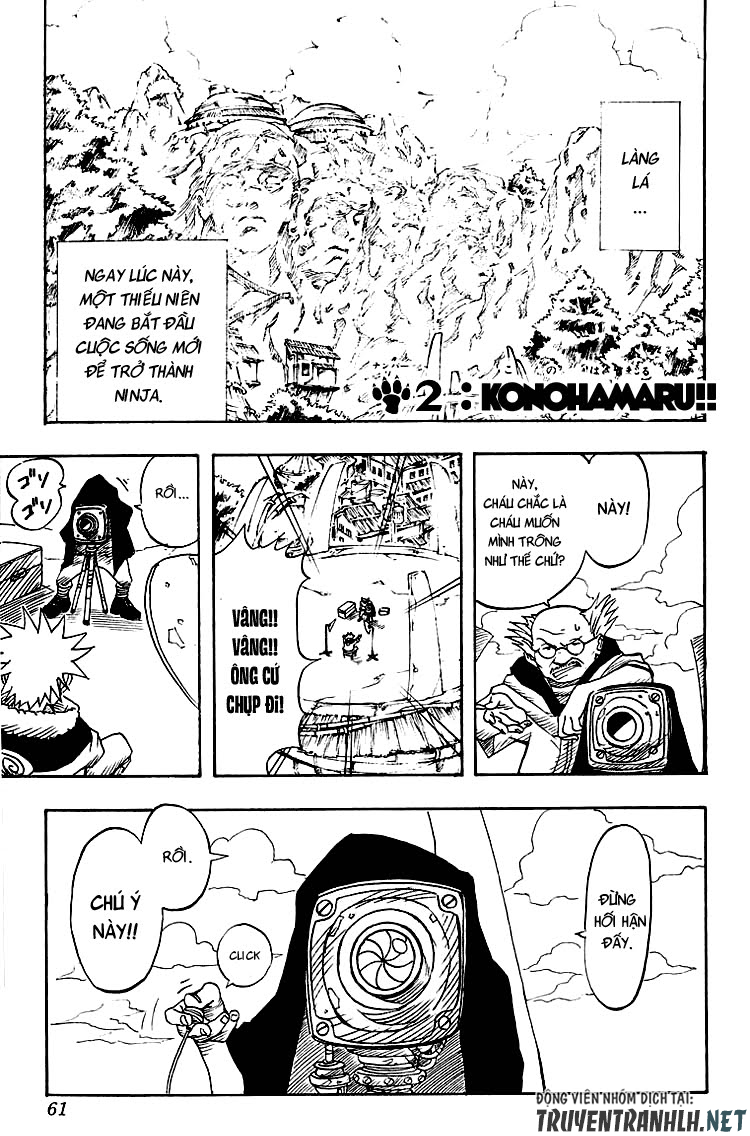 LÀNG
LÁ
...
NGAY LÚC NÀY,
MỘT THIẾU NIÊN
ĐANG BẮT ĐẦU
CUỘC SỐNG MỚI
ĐỂ TRỞ THÀNH
NINJA.
2 : KONOHAMARU!!
NÀY!
NÀY,
CHÁU CHẮC LÀ
CHÁU MUỐN
MÌNH TRÔNG
NHƯ THẾ CHỨ?
VÂNG!!
VÂNG!!
ÔNG CỨ
CHỤP ĐI!
RỒI...
ゴソ
ゴソ
ĐỪNG
HỐI HẬN
ĐẤY.
RỒI.
CHÚ Ý
NÀY!!
CLICK
61
ĐỘNG VIÊN NHÓM DỊCH TẠI:
TRUYENTRANHLH.NET